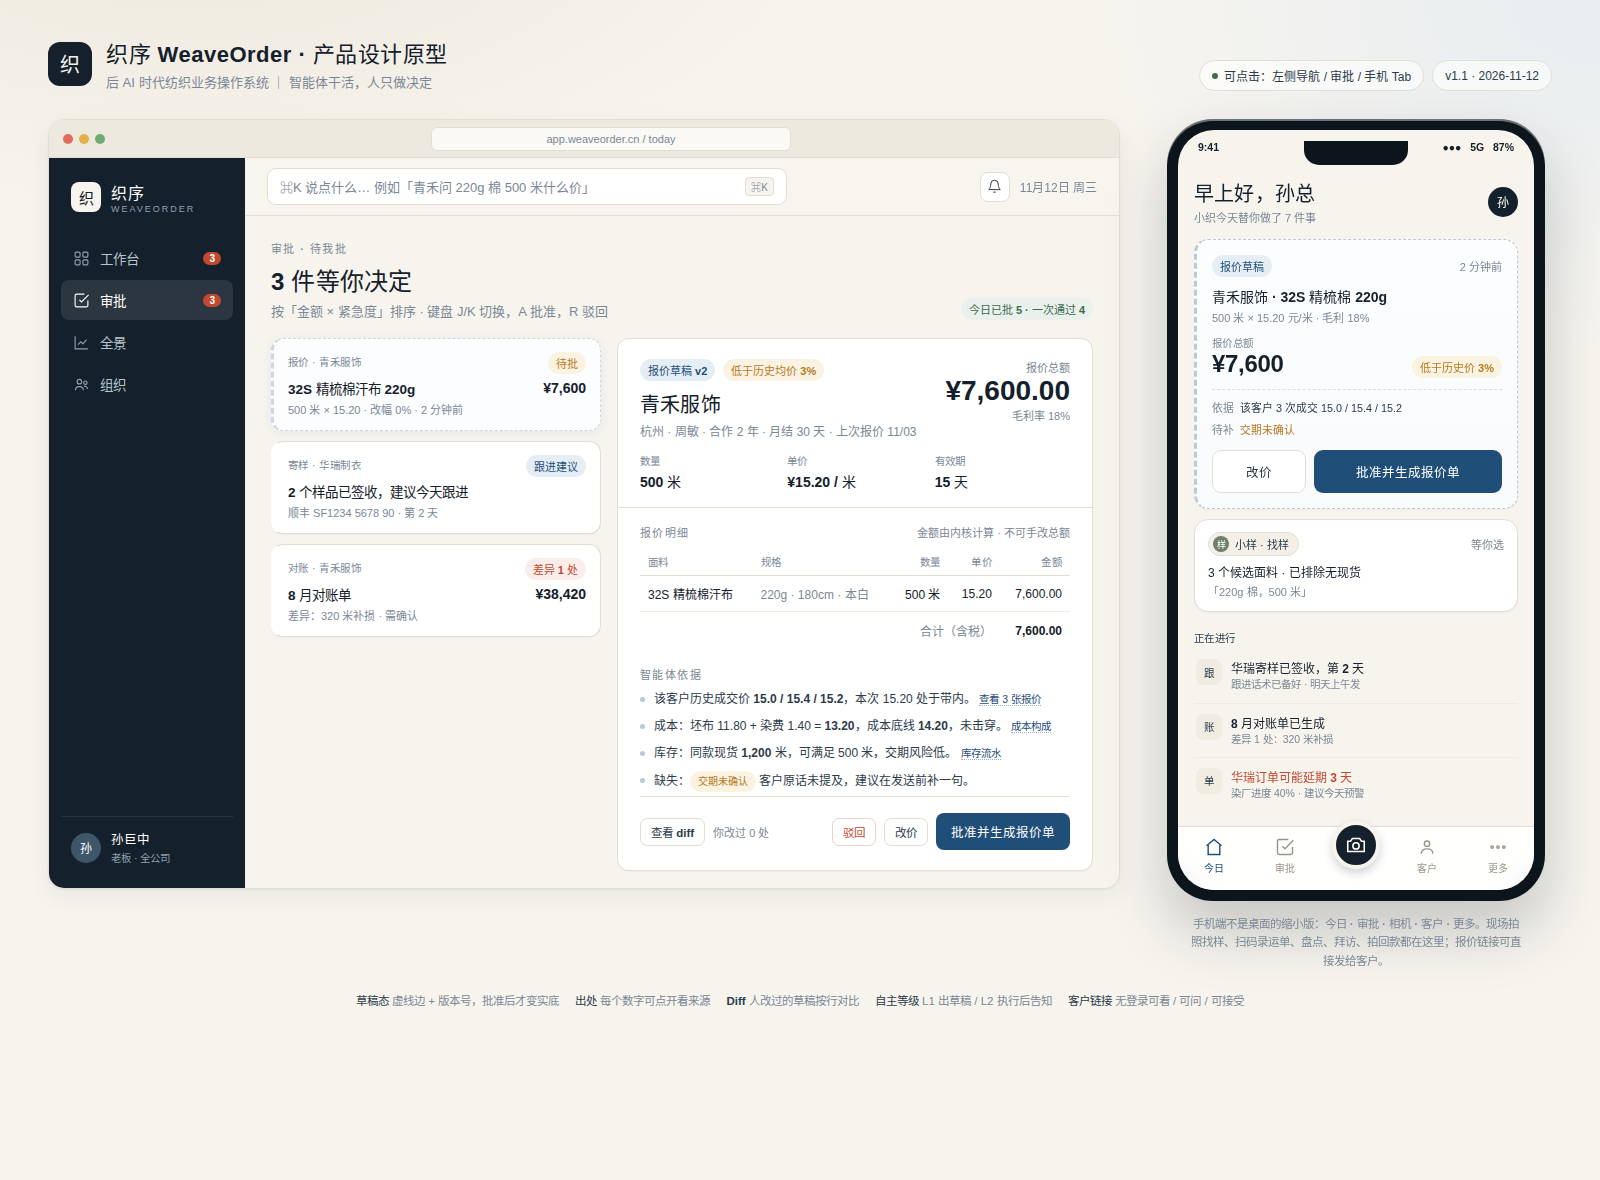 织
织序 WeaveOrder · 产品设计原型
后 AI 时代纺织业务操作系统 ｜ 智能体干活，人只做决定
可点击：左侧导航 / 审批 / 手机 Tab
v1.1 · 2026-11-12
app.weaveorder.cn / today
织
织序
WEAVEORDER
工作台 3
审批 3
全景
组织
孙
孙巨中
老板 · 全公司
⌘K 说点什么… 例如「青禾问 220g 棉 500 米什么价」 ⌘K
11月12日 周三
审批 · 待我批
3 件等你决定
按「金额 × 紧急度」排序 · 键盘 J/K 切换，A 批准，R 驳回
今日已批 5 · 一次通过 4
报价 · 青禾服饰 待批
32S 精梳棉汗布 220g ¥7,600
500 米 × 15.20 · 改幅 0% · 2 分钟前
寄样 · 华瑞制衣 跟进建议
2 个样品已签收，建议今天跟进
顺丰 SF1234 5678 90 · 第 2 天
对账 · 青禾服饰 差异 1 处
8 月对账单 ¥38,420
差异：320 米补损 · 需确认
报价草稿 v2 低于历史均价 3%
青禾服饰
杭州 · 周敏 · 合作 2 年 · 月结 30 天 · 上次报价 11/03
报价总额
¥7,600.00
毛利率 18%
数量 单价 有效期
500 米 ¥15.20 / 米 15 天
报价明细 金额由内核计算 · 不可手改总额
面料 规格 数量 单价 金额
32S 精梳棉汗布 220g · 180cm · 本白 500 米 15.20 7,600.00
合计（含税） 7,600.00
智能体依据
该客户历史成交价 15.0 / 15.4 / 15.2，本次 15.20 处于带内。 查看 3 张报价
成本：坯布 11.80 + 染费 1.40 = 13.20，成本底线 14.20，未击穿。 成本构成
库存：同款现货 1,200 米，可满足 500 米，交期风险低。 库存流水
缺失： 交期未确认 客户原话未提及，建议在发送前补一句。
查看 diff 你改过 0 处 驳回 改价 批准并生成报价单
9:41 5G 87%
早上好，孙总
小织今天替你做了 7 件事
孙
报价草稿 2 分钟前
青禾服饰 · 32S 精梳棉 220g
500 米 × 15.20 元/米 · 毛利 18%
报价总额
¥7,600 低于历史价 3%
依据 该客户 3 次成交 15.0 / 15.4 / 15.2
待补 交期未确认
改价 批准并生成报价单
样 小样 · 找样 等你选
3 个候选面料 · 已排除无现货
「220g 棉，500 米」
正在进行
跟 华瑞寄样已签收，第 2 天
跟进话术已备好 · 明天上午发
账 8 月对账单已生成
差异 1 处：320 米补损
单 华瑞订单可能延期 3 天
染厂进度 40% · 建议今天预警
今日 审批 客户 更多
手机端不是桌面的缩小版：今日 · 审批 · 相机 · 客户 · 更多。现场拍
照找样、扫码录运单、盘点、拜访、拍回款都在这里；报价链接可直
接发给客户。
草稿态 虚线边 + 版本号，批准后才变实底 出处 每个数字可点开看来源 Diff 人改过的草稿按行对比 自主等级 L1 出草稿 / L2 执行后告知 客户链接 无登录可看 / 可问 / 可接受